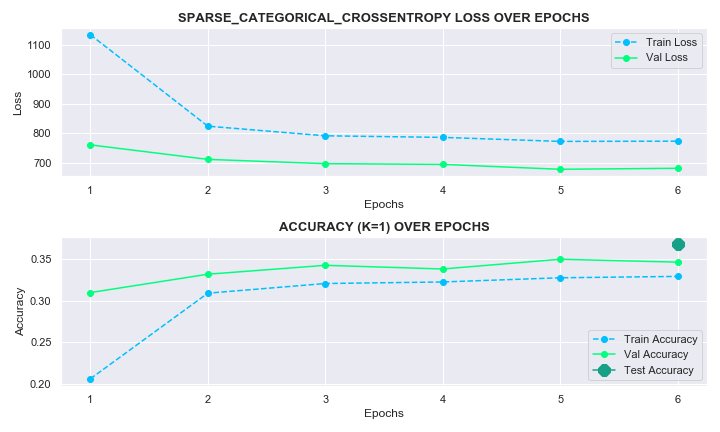 SPARSE_CATEGORICAL_CROSSENTROPY LOSS OVER EPOCHS
1100
1000
900
800
700
Loss
Train Loss
Val Loss
1 2 3 4 5 6
Epochs
ACCURACY (K=1) OVER EPOCHS
0.35
0.30
0.25
0.20
Accuracy
Train Accuracy
Val Accuracy
Test Accuracy
1 2 3 4 5 6
Epochs